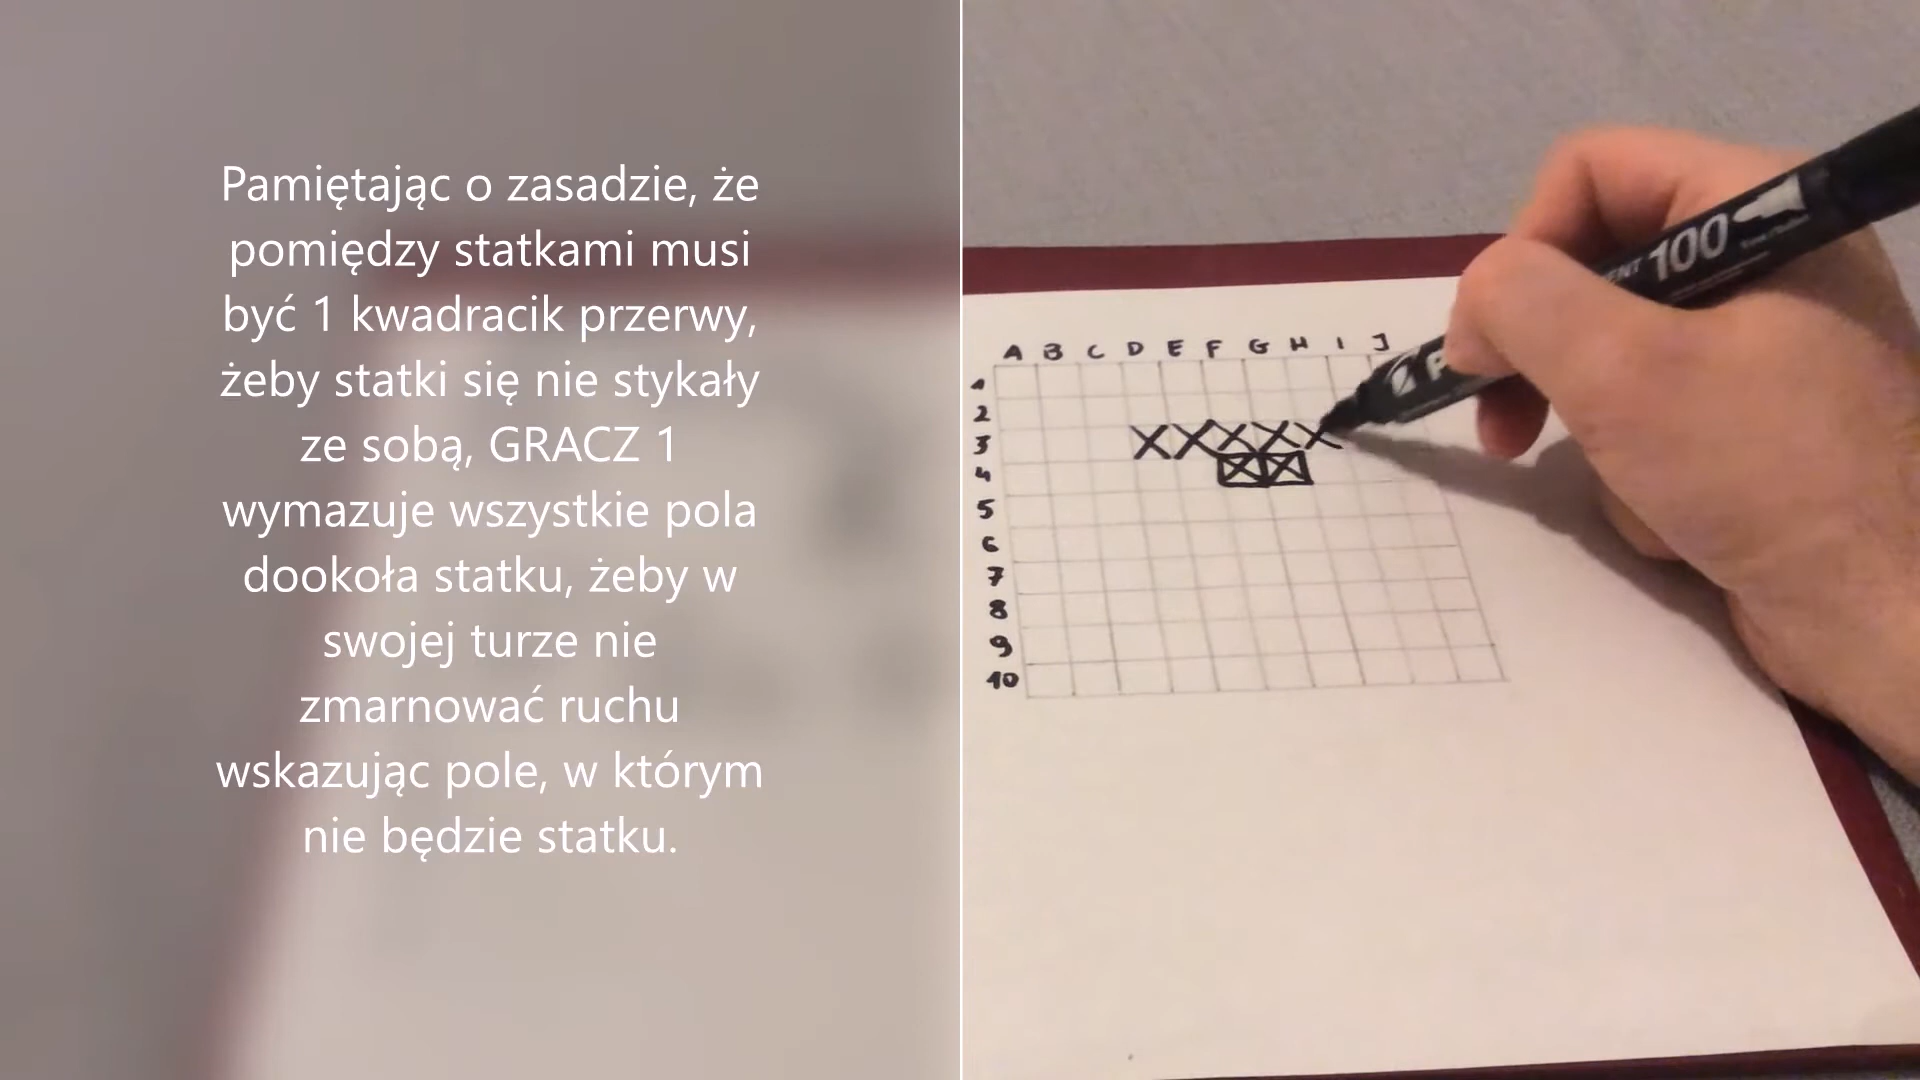 Pamiętając o zasadzie, że
pomiędzy statkami musi
być 1 kwadracik przerwy,
żeby statki się nie stykały
ze sobą, GRACZ 1
wymazuje wszystkie pola
dookoła statku, żeby w
swojej turze nie
zmarnować ruchu
wskazując pole, w którym
nie będzie statku.
100
A B C D E F G H I J
1
2
3
4
5
6
7
8
9
10